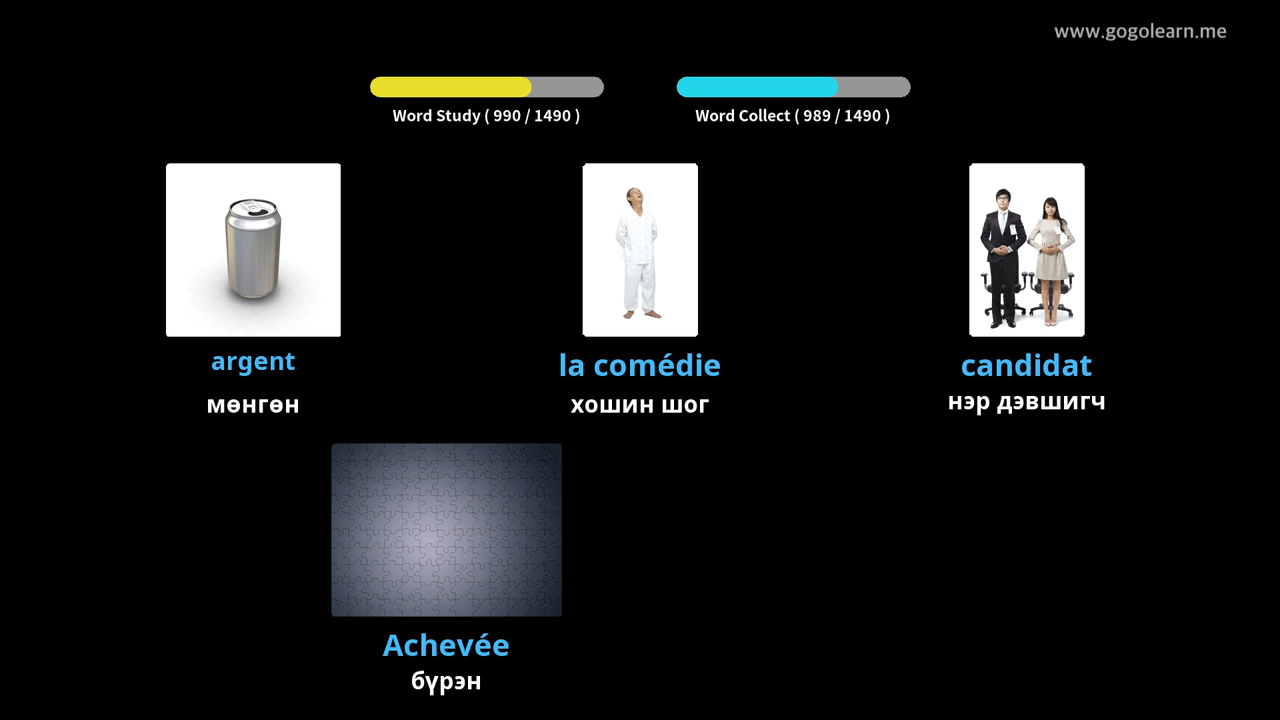 www.gogolearn.me
Word Study ( 990 / 1490 )
Word Collect ( 989 / 1490 )
argent
мөнгөн
la comédie
хошин шог
candidat
нэр дэвшигч
Achevée
бүрэн